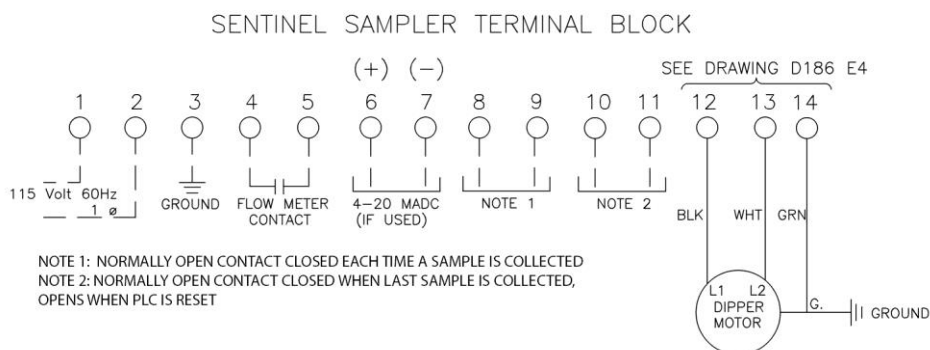 SENTINEL SAMPLER TERMINAL BLOCK
(+) (−)
SEE DRAWING D186 E4
1 2 3 4 5 6 7 8 9 10 11 12 13 14
115 Volt 60Hz
1 ø
GROUND
FLOW METER
CONTACT
4−20 MADC
(IF USED)
NOTE 1
NOTE 2
BLK WHT GRN
NOTE 1: NORMALLY OPEN CONTACT CLOSED EACH TIME A SAMPLE IS COLLECTED
NOTE 2: NORMALLY OPEN CONTACT CLOSED WHEN LAST SAMPLE IS COLLECTED,
OPENS WHEN PLC IS RESET
L1 L2
DIPPER
MOTOR
G.
GROUND